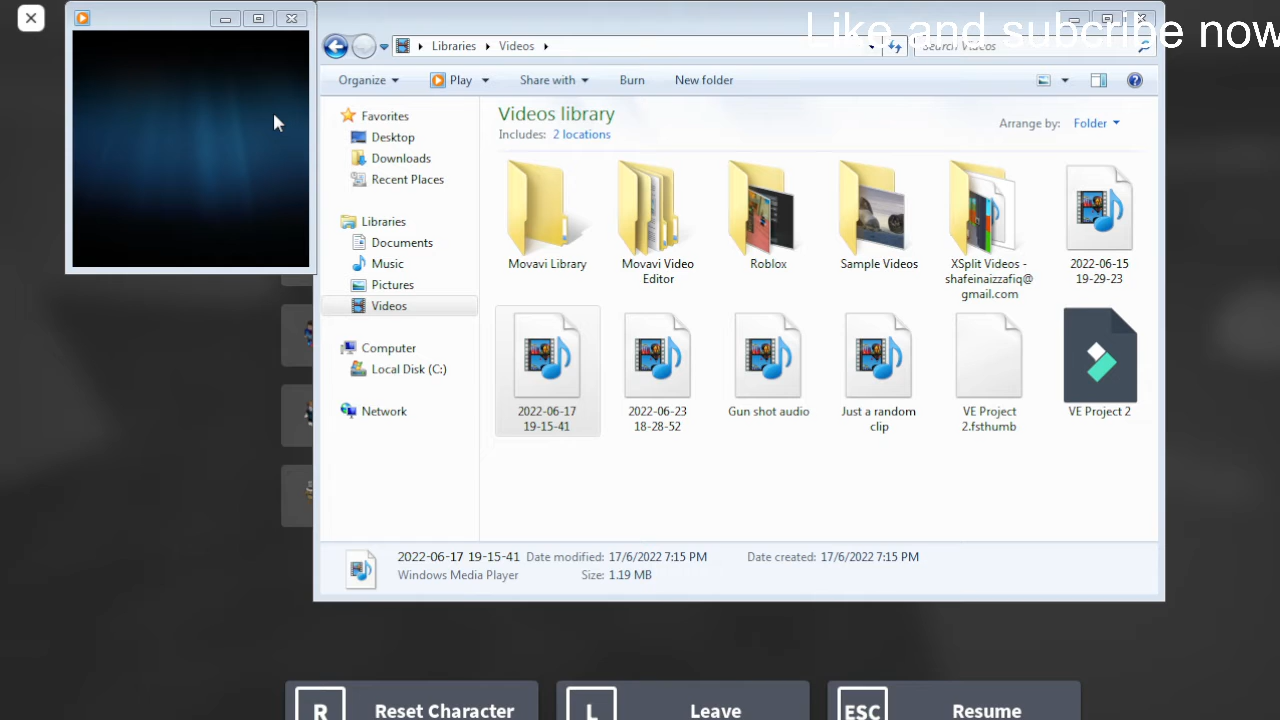 Like and subcribe now
Libraries
Videos
Search Videos
Organize
Play
Share with
Burn
New folder
Favorites
Desktop
Downloads
Recent Places
Libraries
Documents
Music
Pictures
Videos
Computer
Local Disk (C:)
Network
Videos library
Includes: 2 locations
Arrange by: Folder
Movavi Library
Movavi Video
Editor
Roblox
Sample Videos
XSplit Videos -
shafeinaizzafiq@
gmail.com
2022-06-15
19-29-23
2022-06-17
19-15-41
2022-06-23
18-28-52
Gun shot audio
Just a random
clip
VE Project
2.fsthumb
VE Project 2
2022-06-17 19-15-41 Date modified: 17/6/2022 7:15 PM Date created: 17/6/2022 7:15 PM
Windows Media Player Size: 1.19 MB
R Reset Character
L Leave
ESC Resume